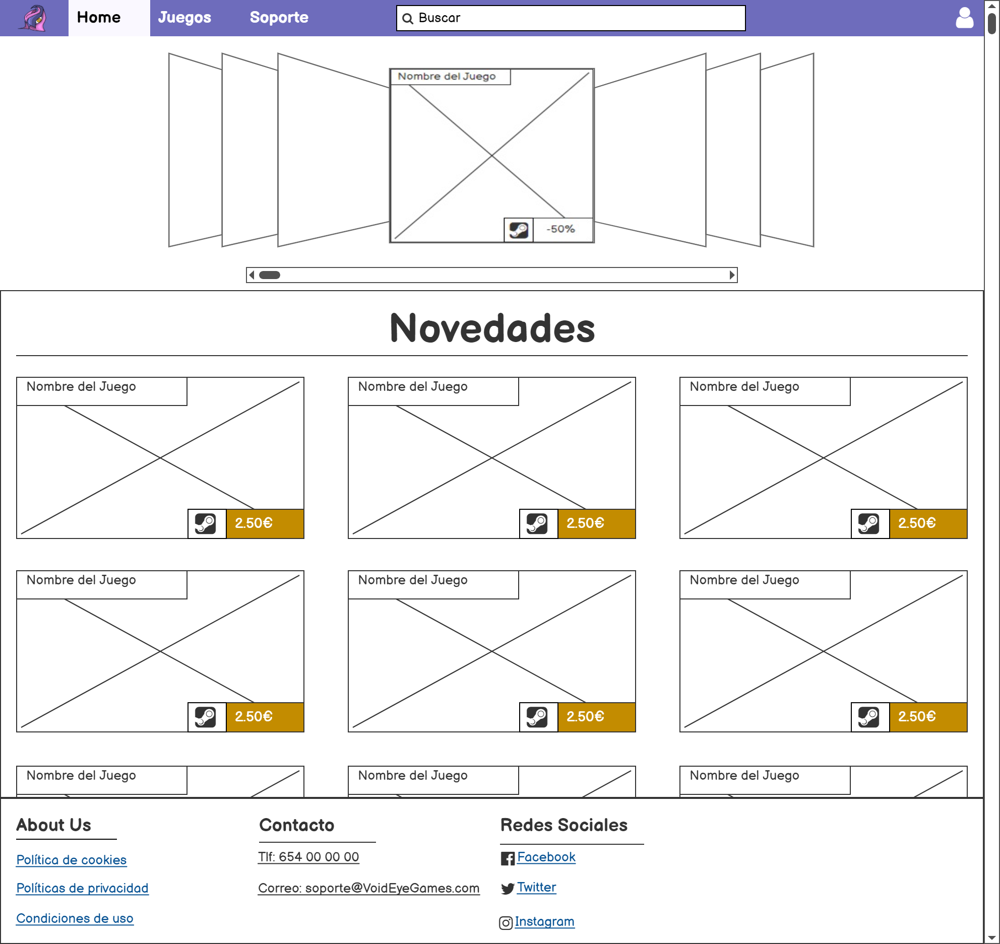 Home
Juegos
Soporte
Buscar
Nombre del Juego
-50%
Novedades
Nombre del Juego
Nombre del Juego
Nombre del Juego
2.50€
2.50€
2.50€
Nombre del Juego
Nombre del Juego
Nombre del Juego
2.50€
2.50€
2.50€
Nombre del Juego
Nombre del Juego
Nombre del Juego
About Us
Política de cookies
Políticas de privacidad
Condiciones de uso
Contacto
Tlf: 654 00 00 00
Correo: soporte@VoidEyeGames.com
Redes Sociales
Facebook
Twitter
Instagram